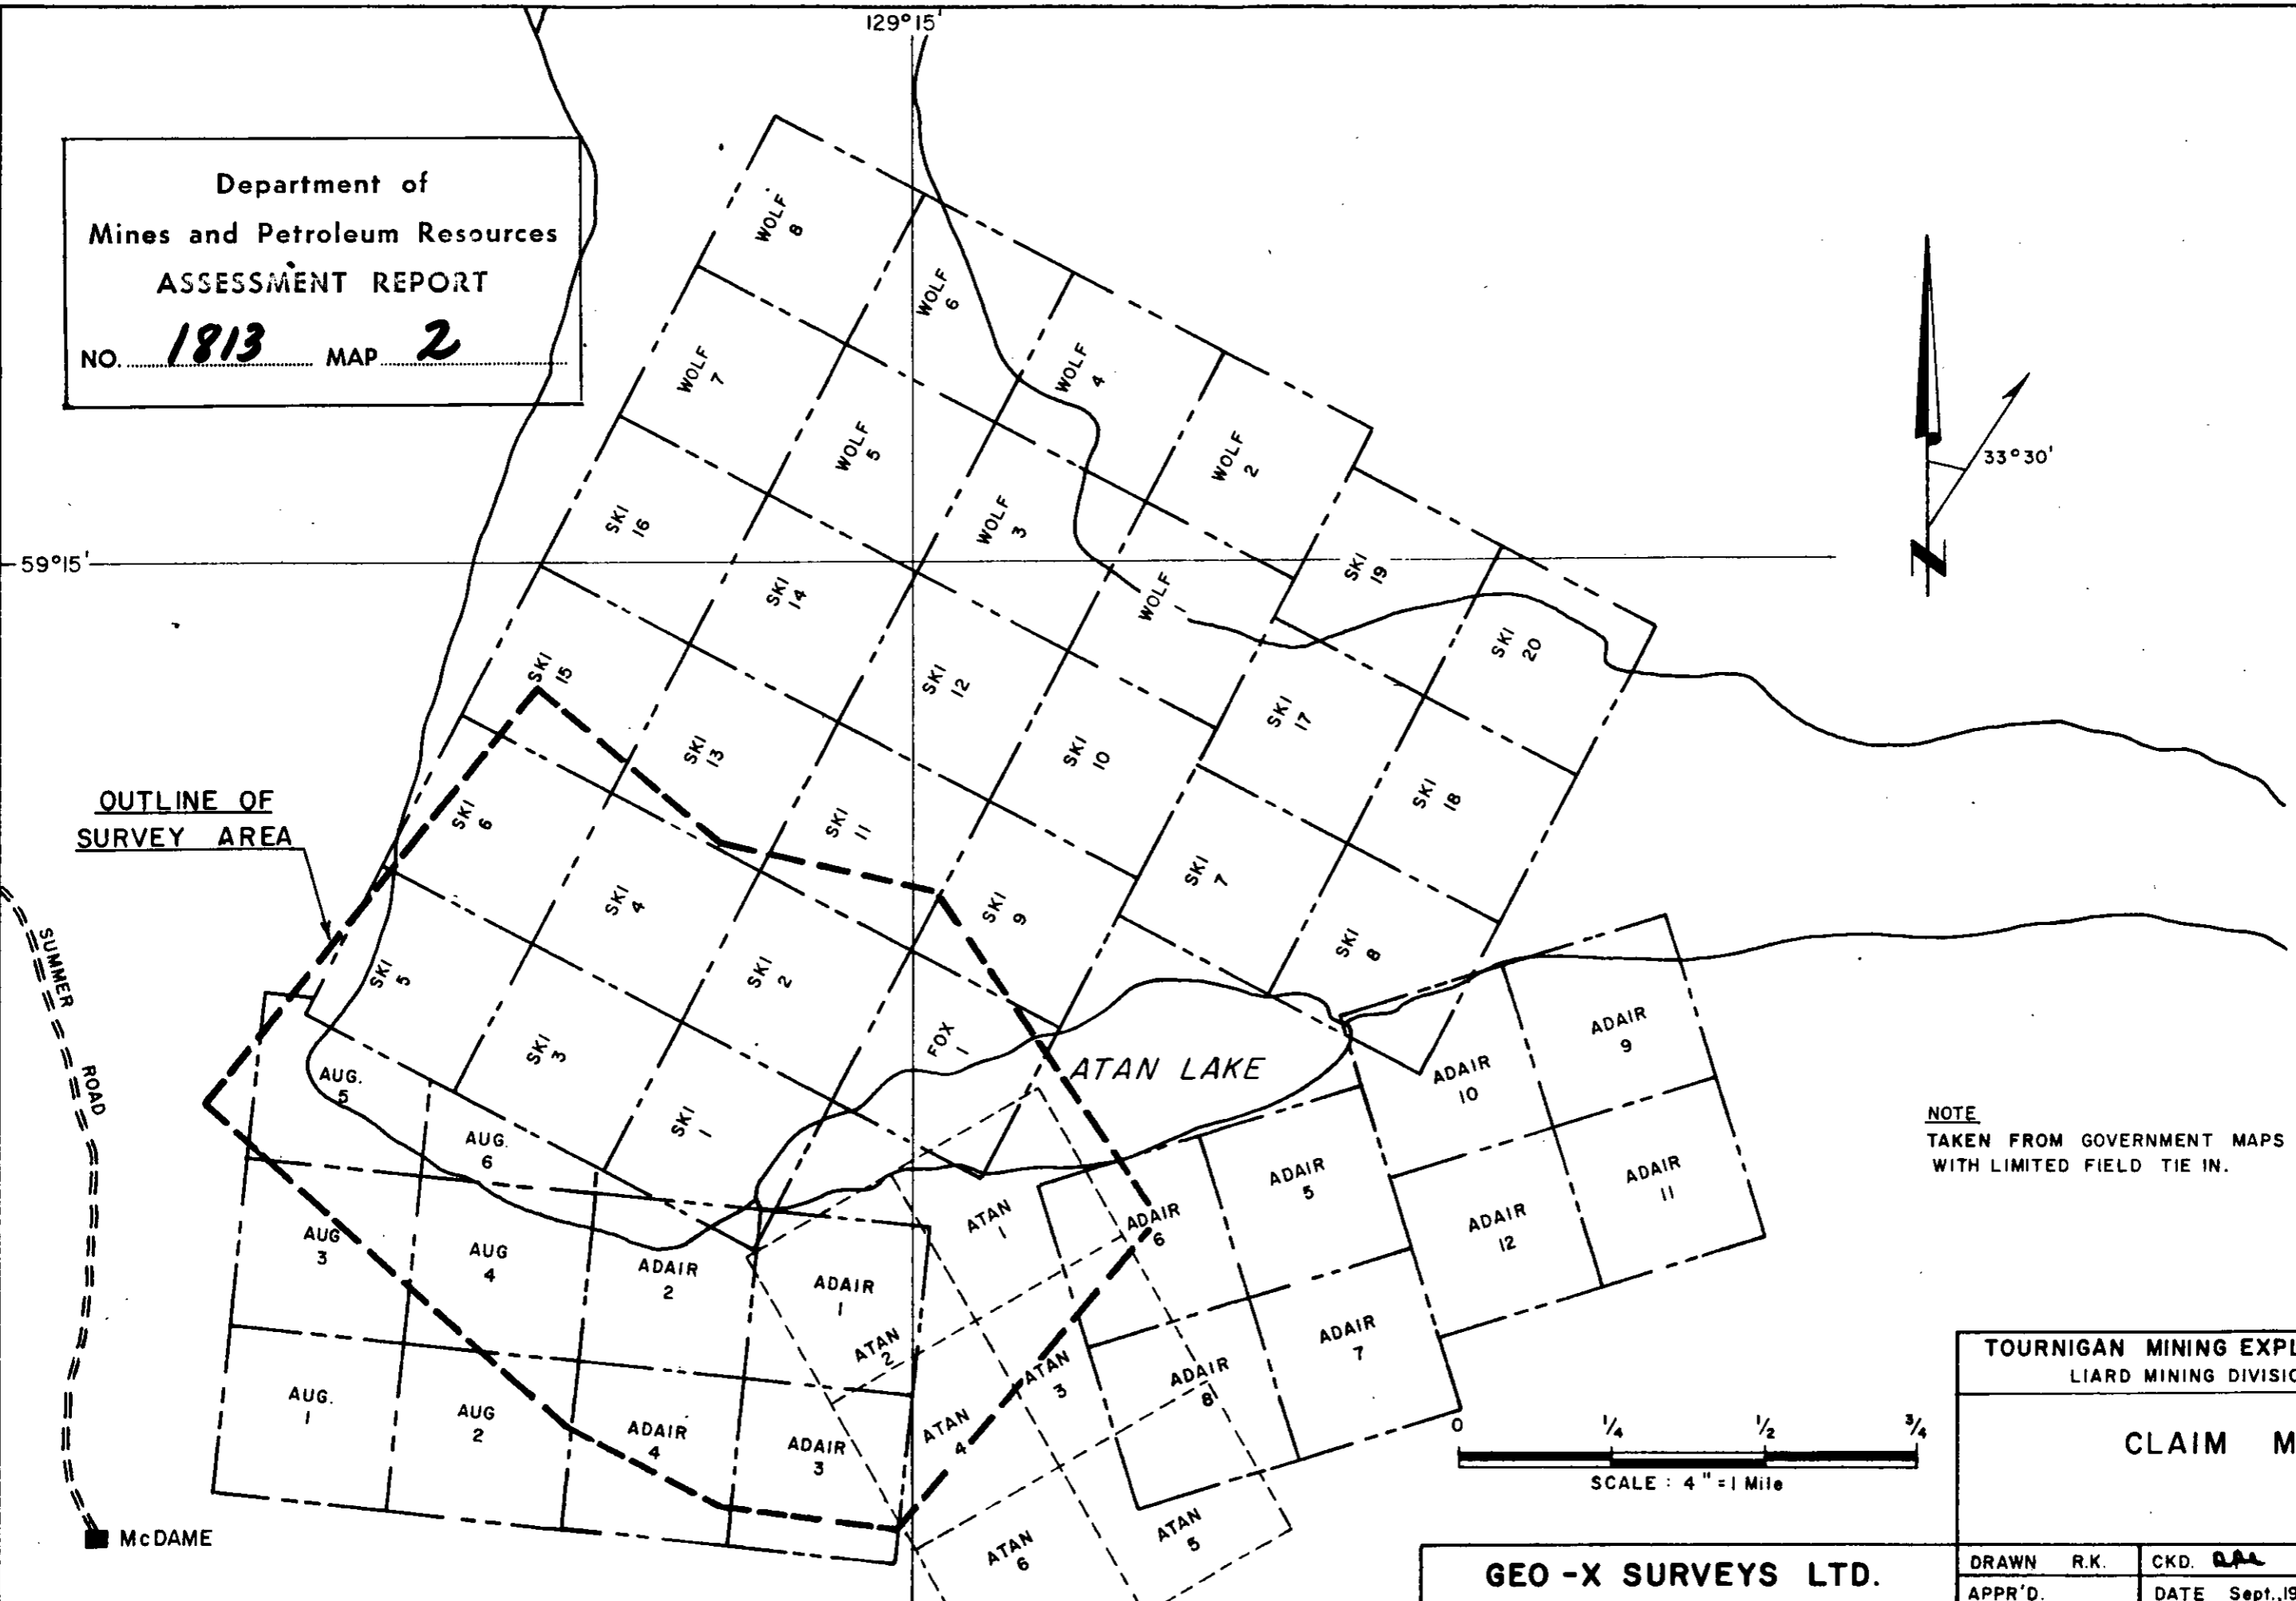 129°15'
Department of
Mines and Petroleum Resources
ASSESSMENT REPORT
NO. 1813 MAP 2
WOLF
8
WOLF
6
WOLF
4
WOLF
2
WOLF
7
WOLF
5
WOLF
3
WOLF
33°30'
N
59°15'
SKI
16
SKI
14
SKI
12
SKI
10
SKI
19
SKI
20
SKI
15
SKI
13
SKI
11
SKI
9
SKI
17
SKI
18
SKI
7
SKI
8
SKI
6
SKI
4
SKI
2
FOX
1
SKI
5
SKI
3
SKI
1
OUTLINE OF
SURVEY AREA
SUMMER ROAD
ATAN LAKE
AUG.
5
AUG.
6
AUG
3
AUG
4
ADAIR
2
ADAIR
1
AUG.
1
AUG
2
ADAIR
4
ADAIR
3
ATAN
1
ATAN
2
ATAN
3
ATAN
4
ATAN
5
ATAN
6
ADAIR
6
ADAIR
5
ADAIR
8
ADAIR
7
ADAIR
10
ADAIR
9
ADAIR
12
ADAIR
11
NOTE
TAKEN FROM GOVERNMENT MAPS
WITH LIMITED FIELD TIE IN.
McDAME
0 1/4 1/2 3/4
SCALE : 4" = 1 Mile
TOURNIGAN MINING EXPL
LIARD MINING DIVISIO
CLAIM M
GEO-X SURVEYS LTD.
DRAWN R.K. CKD.
APPR'D. DATE Sept., 19